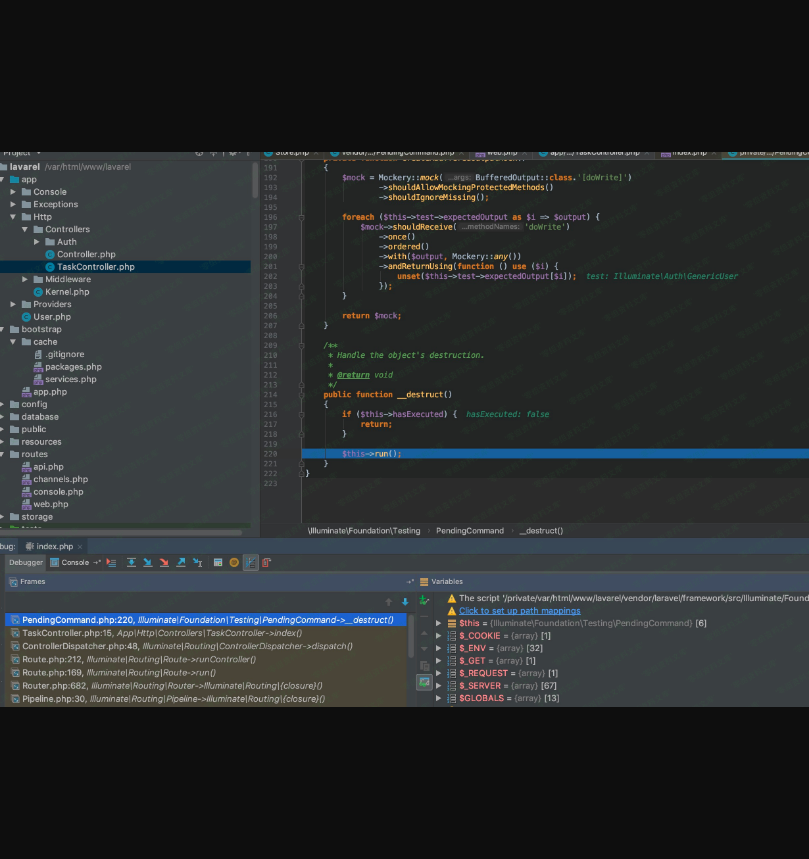 Project
Store.php
vendor/.../PendingCommand.php
web.php
app/.../TaskController.php
index.php
lavarel /var/html/www/lavarel
app
Console
Exceptions
Http
Controllers
Auth
Controller.php
TaskController.php
Middleware
Kernel.php
Providers
User.php
bootstrap
cache
.gitignore
packages.php
services.php
app.php
config
database
public
resources
routes
api.php
channels.php
console.php
web.php
storage
191 {
192 $mock = Mockery::mock( ...args: BufferedOutput::class.'[doWrite]')
193 ->shouldAllowMockingProtectedMethods()
194 ->shouldIgnoreMissing();
195
196 foreach ($this->test->expectedOutput as $i => $output) {
197 $mock->shouldReceive( ...methodNames: 'doWrite')
198 ->once()
199 ->ordered()
200 ->with($output, Mockery::any())
201 ->andReturnUsing(function () use ($i) {
202 unset($this->test->expectedOutput[$i]); test: Illuminate\Auth\GenericUser
203 });
204 }
205
206 return $mock;
207 }
208
209 /**
210 * Handle the object's destruction.
211 *
212 * @return void
213 */
214 public function __destruct()
215 {
216 if ($this->hasExecuted) { hasExecuted: false
217 return;
218 }
219
220 $this->run();
221 }
222 }
223
\Illuminate\Foundation\Testing › PendingCommand › __destruct()
bug: index.php ×
Debugger Console
Frames
Variables
PendingCommand.php:220, Illuminate\Foundation\Testing\PendingCommand->__destruct()
TaskController.php:15, App\Http\Controllers\TaskController->index()
ControllerDispatcher.php:48, Illuminate\Routing\ControllerDispatcher->dispatch()
Route.php:212, Illuminate\Routing\Route->runController()
Route.php:169, Illuminate\Routing\Route->run()
Router.php:682, Illuminate\Routing\Router->Illuminate\Routing\{closure}()
Pipeline.php:30, Illuminate\Routing\Pipeline->Illuminate\Routing\{closure}()
The script '/private/var/html/www/lavarel/vendor/laravel/framework/src/Illuminate/Found
Click to set up path mappings
$this = {Illuminate\Foundation\Testing\PendingCommand} [6]
$_COOKIE = {array} [1]
$_ENV = {array} [32]
$_GET = {array} [1]
$_REQUEST = {array} [1]
$_SERVER = {array} [67]
$GLOBALS = {array} [13]